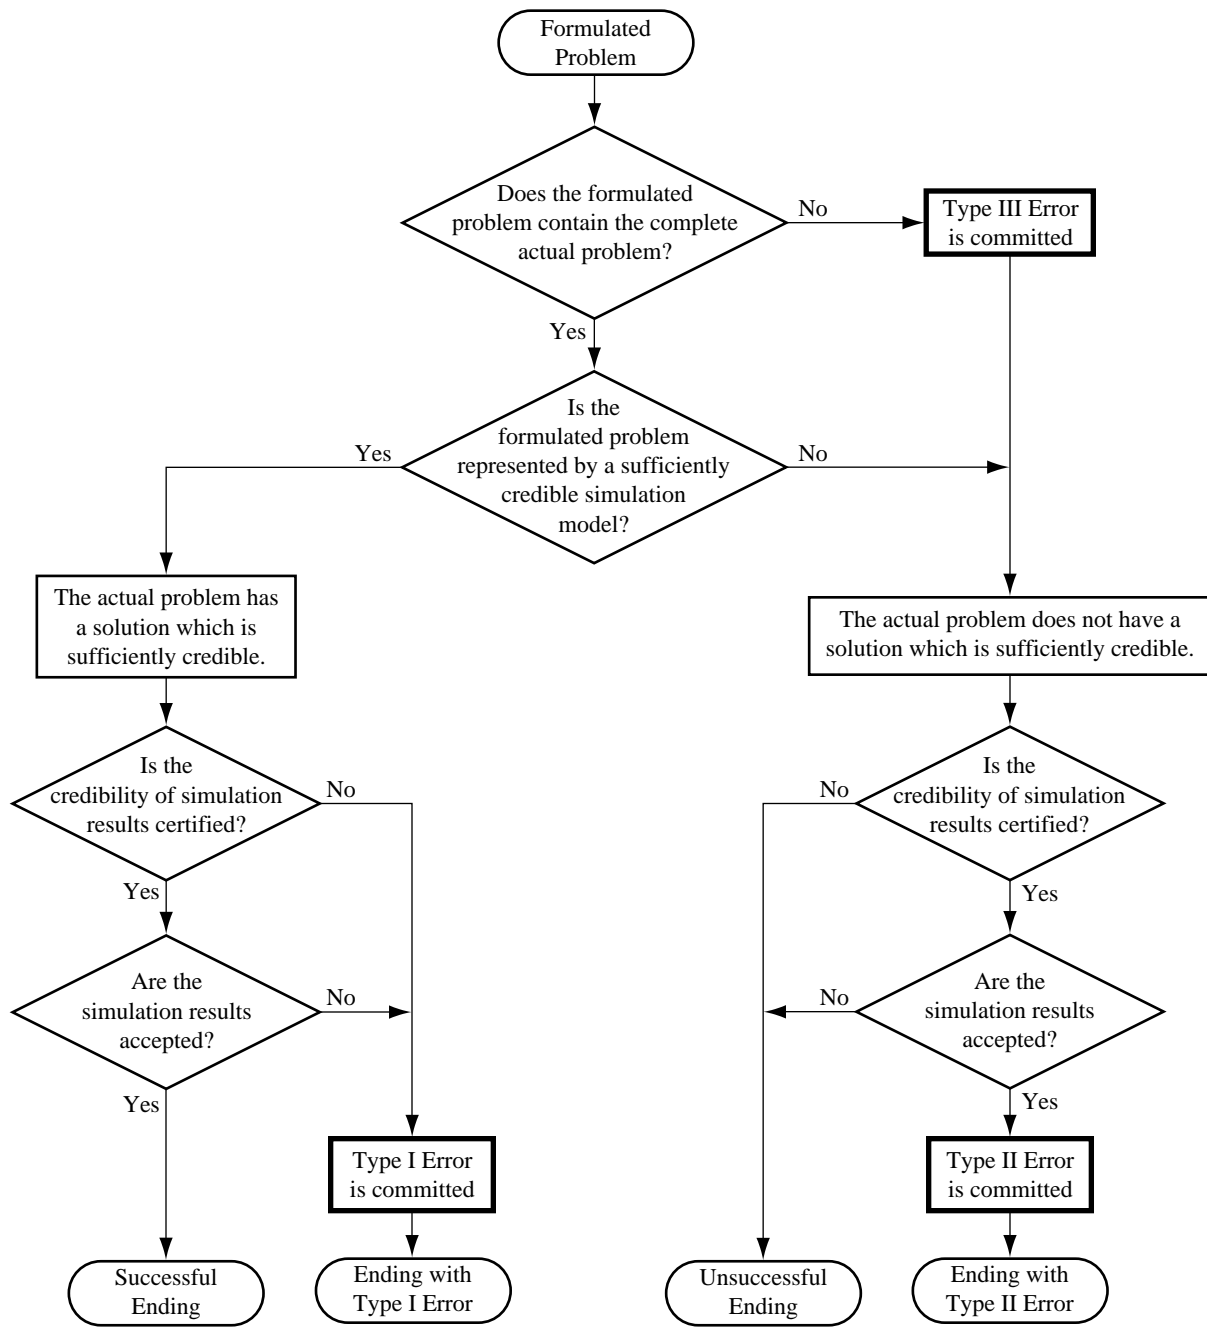 Formulated
Problem
Does the formulated
problem contain the complete
actual problem?
No
Type III Error
is committed
Yes
Is the
formulated problem
represented by a sufficiently
credible simulation
model?
Yes
No
The actual problem has
a solution which is
sufficiently credible.
The actual problem does not have a
solution which is sufficiently credible.
Is the
credibility of simulation
results certified?
No
Yes
No
Is the
credibility of simulation
results certified?
Yes
Are the
simulation results
accepted?
No
Yes
No
Are the
simulation results
accepted?
Yes
Type I Error
is committed
Type II Error
is committed
Successful
Ending
Ending with
Type I Error
Unsuccessful
Ending
Ending with
Type II Error